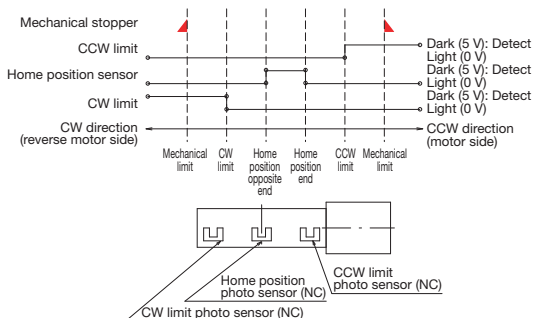 Mechanical stopper
CCW limit
Dark (5 V): Detect
Light (0 V)
Home position sensor
Dark (5 V): Detect
Light (0 V)
CW limit
Dark (5 V): Detect
Light (0 V)
CW direction
(reverse motor side)
CCW direction
(motor side)
Mechanical
limit
CW
limit
Home
position
opposite
end
Home
position
end
CCW
limit
Mechanical
limit
Home position
photo sensor (NC)
CCW limit
photo sensor (NC)
CW limit photo sensor (NC)